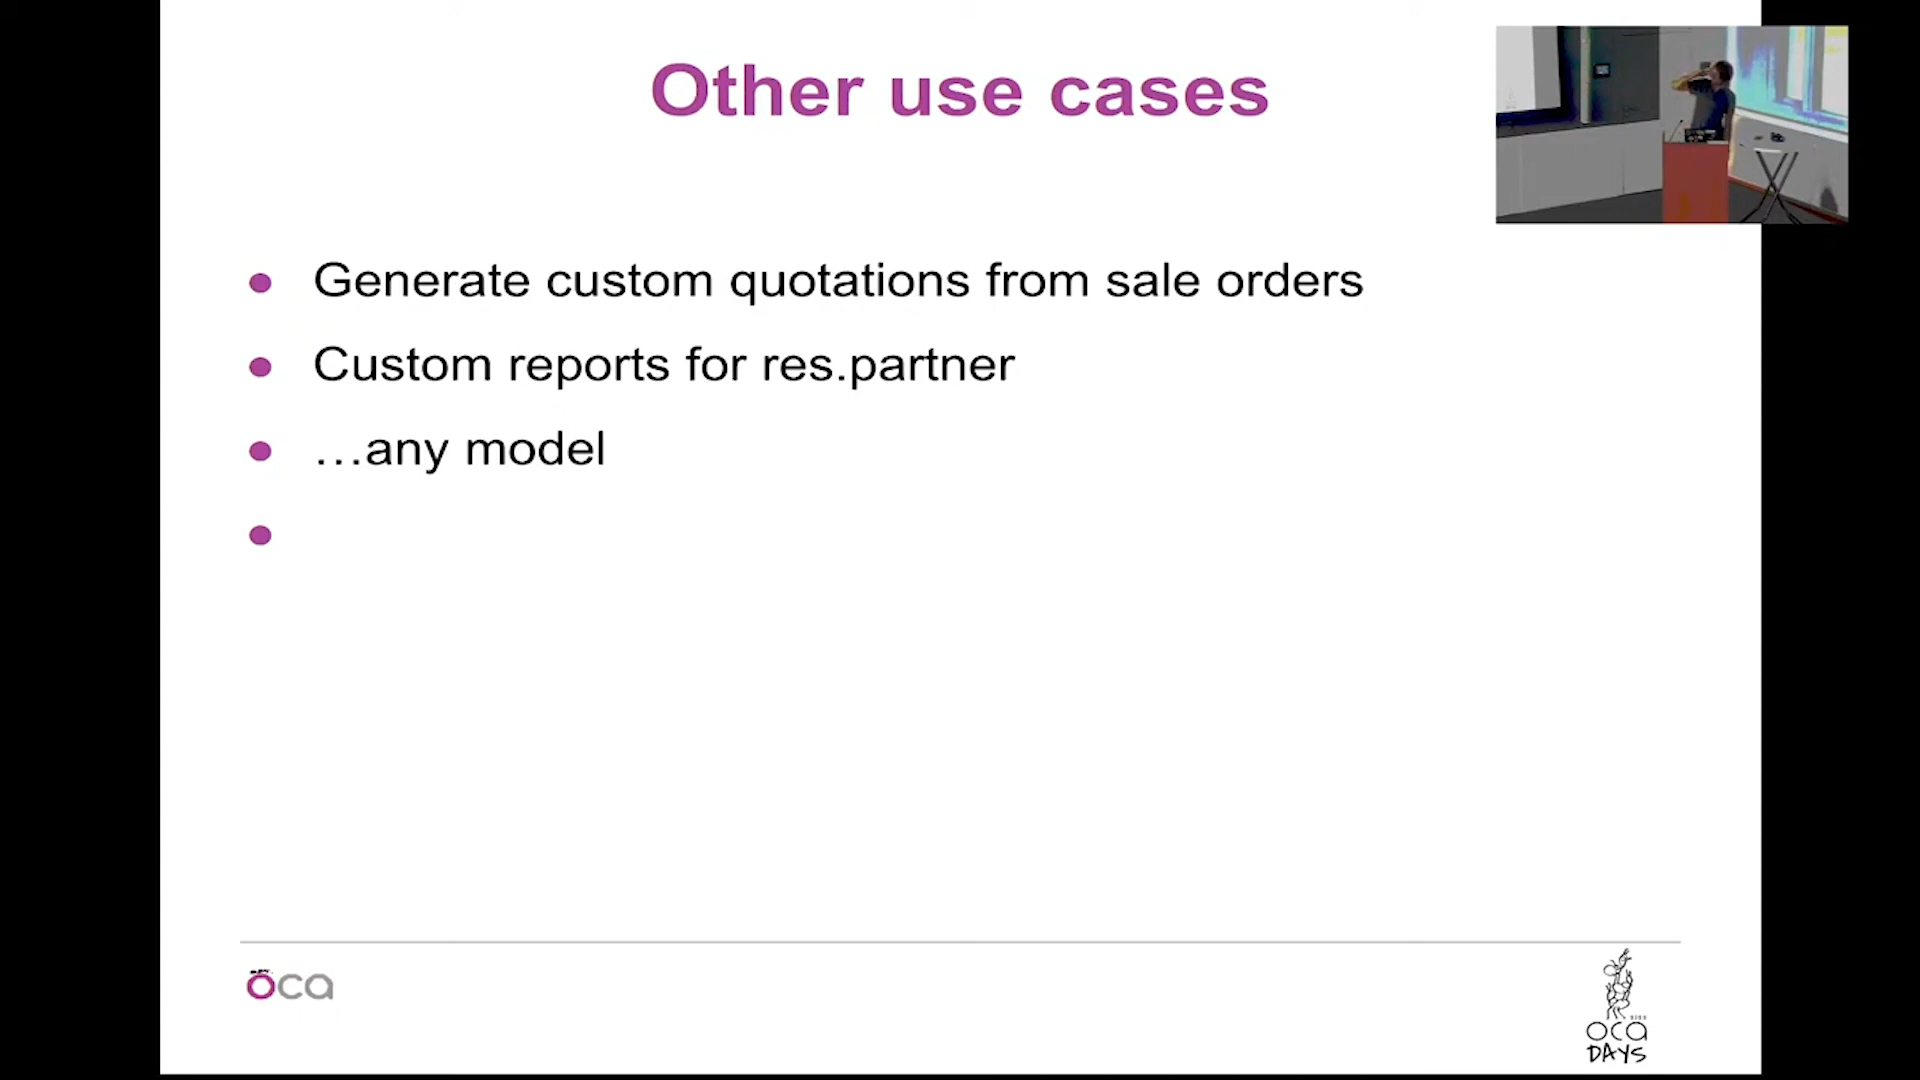 Other use cases
Generate custom quotations from sale orders
Custom reports for res.partner
…any model
oca
oca
DAYS